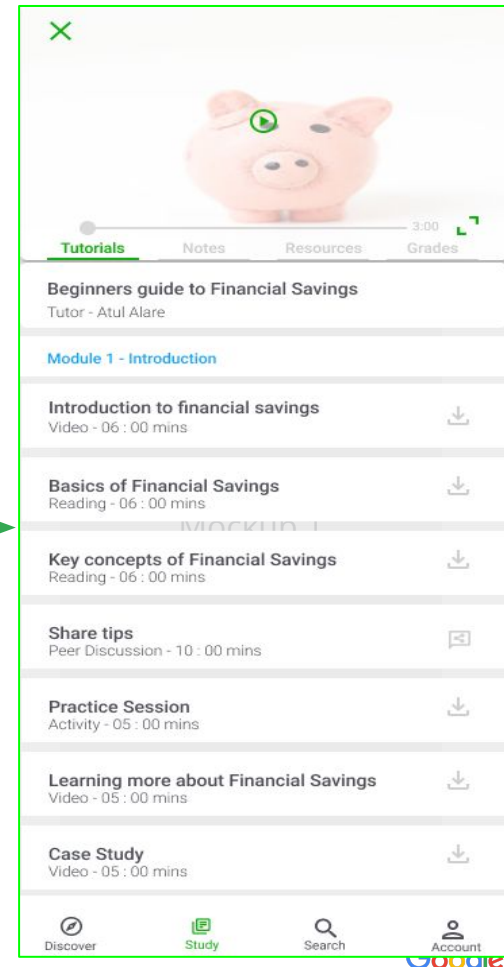 3:00
Tutorials Notes Resources Grades
Beginners guide to Financial Savings
Tutor - Atul Alare
Module 1 - Introduction
Introduction to financial savings
Video - 06 : 00 mins
Basics of Financial Savings
Reading - 06 : 00 mins
Mockup 1
Key concepts of Financial Savings
Reading - 06 : 00 mins
Share tips
Peer Discussion - 10 : 00 mins
Practice Session
Activity - 05 : 00 mins
Learning more about Financial Savings
Video - 05 : 00 mins
Case Study
Video - 05 : 00 mins
Discover Study Search Account
Google